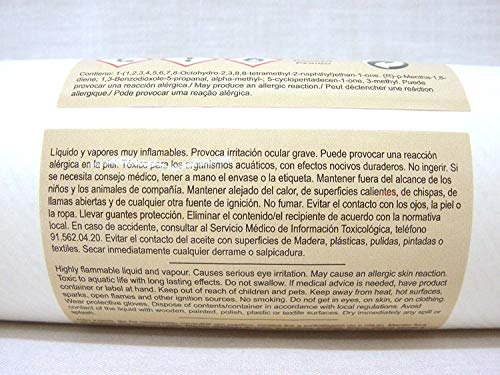 Contiene: 1-(1,2,3,4,5,6,7,8-Octahydro-2,3,8,8-tetramethyl-2-naphthyl)ethan-1-one. (R)-p-Mentha-1,8-
diene; 1,3-Benzodioxole-5-propanal, alpha-methyl-; 5-cyclopentadecen-1-one, 3-methyl. Puede
provocar una reacción alérgica./ May produce an allergic reaction./ Peut déclencher une réaction
allergique./ Pode provocar uma reação alérgica.
Líquido y vapores muy inflamables. Provoca irritación ocular grave. Puede provocar una reacción
alérgica en la piel. Tóxico para los organismos acuáticos, con efectos nocivos duraderos. No ingerir. Si
se necesita consejo médico, tener a mano el envase o la etiqueta. Mantener fuera del alcance de los
niños y los animales de compañía. Mantener alejado del calor, de superficies calientes, de chispas, de
llamas abiertas y de cualquier otra fuente de ignición. No fumar. Evitar el contacto con los ojos, la piel o
la ropa. Llevar guantes protección. Eliminar el contenido/el recipiente de acuerdo con la normativa
local. En caso de accidente, consultar al Servicio Médico de Información Toxicológica, teléfono
91.562.04.20. Evitar el contacto del aceite con superficies de Madera, plásticas, pulidas, pintadas o
textiles. Secar inmediatamente cualquier derrame o salpicadura.
Highly flammable liquid and vapour. Causes serious eye irritation. May cause an allergic skin reaction.
Toxic to aquatic life with long lasting effects. Do not swallow. If medical advice is needed, have product
container or label at hand. Keep out of reach of children and pets. Keep away from heat, hot surfaces,
sparks, open flames and other ignition sources. No smoking. Do not get in eyes, on skin, or on clothing.
Wear protective gloves. Dispose of contents/container in accordance with local regulations. Avoid
contact of the liquid with wooden, painted, polish, plastic or textile surfaces. Dry immediately any spill or
splash.